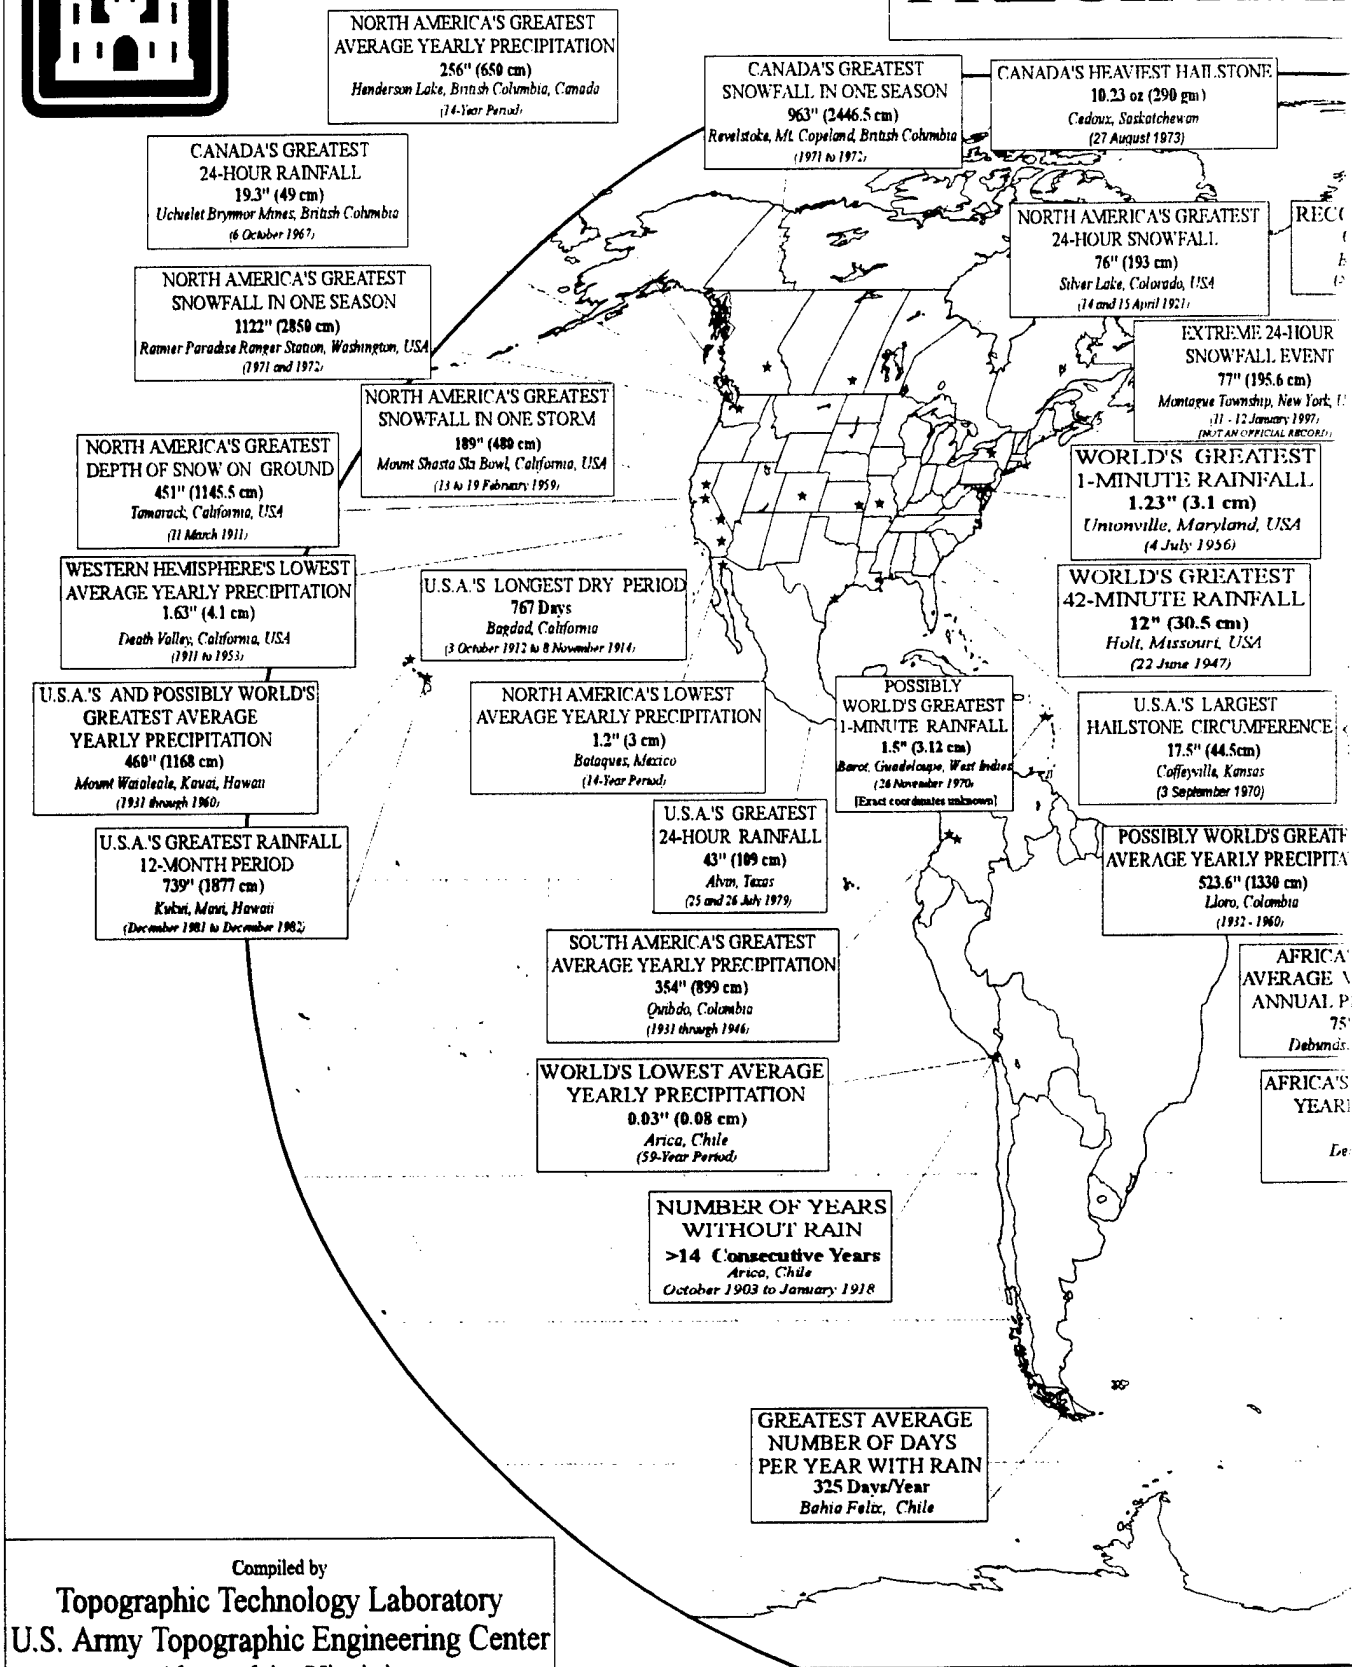 NORTH AMERICA'S GREATEST
AVERAGE YEARLY PRECIPITATION
256" (650 cm)
Henderson Lake, British Columbia, Canada
(14-Year Period)
CANADA'S GREATEST
SNOWFALL IN ONE SEASON
963" (2446.5 cm)
Revelstoke, Mt. Copeland, British Columbia
(1971 to 1972)
CANADA'S HEAVIEST HAILSTONE
10.23 oz (290 gm)
Cedoux, Saskatchewan
(27 August 1973)
CANADA'S GREATEST
24-HOUR RAINFALL
19.3" (49 cm)
Ucluelet Brynnor Mines, British Columbia
(6 October 1967)
NORTH AMERICA'S GREATEST
24-HOUR SNOWFALL
76" (193 cm)
Silver Lake, Colorado, USA
(14 and 15 April 1921)
REC
NORTH AMERICA'S GREATEST
SNOWFALL IN ONE SEASON
1122" (2850 cm)
Rainier Paradise Ranger Station, Washington, USA
(1971 and 1972)
EXTREME 24-HOUR
SNOWFALL EVENT
77" (195.6 cm)
Montague Township, New York,
(11 - 12 January 1997)
[NOT AN OFFICIAL RECORD]
NORTH AMERICA'S GREATEST
SNOWFALL IN ONE STORM
189" (480 cm)
Mount Shasta Ski Bowl, California, USA
(13 to 19 February 1959)
NORTH AMERICA'S GREATEST
DEPTH OF SNOW ON GROUND
451" (1145.5 cm)
Tamarack, California, USA
(11 March 1911)
WORLD'S GREATEST
1-MINUTE RAINFALL
1.23" (3.1 cm)
Unionville, Maryland, USA
(4 July 1956)
WESTERN HEMISPHERE'S LOWEST
AVERAGE YEARLY PRECIPITATION
1.63" (4.1 cm)
Death Valley, California, USA
(1911 to 1953)
U.S.A.'S LONGEST DRY PERIOD
767 Days
Bagdad, California
(3 October 1912 to 8 November 1914)
WORLD'S GREATEST
42-MINUTE RAINFALL
12" (30.5 cm)
Holt, Missouri, USA
(22 June 1947)
U.S.A.'S AND POSSIBLY WORLD'S
GREATEST AVERAGE
YEARLY PRECIPITATION
460" (1168 cm)
Mount Waialeale, Kauai, Hawaii
(1931 through 1960)
NORTH AMERICA'S LOWEST
AVERAGE YEARLY PRECIPITATION
1.2" (3 cm)
Bataques, Mexico
(14-Year Period)
POSSIBLY
WORLD'S GREATEST
1-MINUTE RAINFALL
1.5" (3.12 cm)
Barot, Guadeloupe, West Indies
(26 November 1970)
[Exact coordinates unknown]
U.S.A.'S LARGEST
HAILSTONE CIRCUMFERENCE
17.5" (44.5cm)
Coffeyville, Kansas
(3 September 1970)
U.S.A.'S GREATEST RAINFALL
12-MONTH PERIOD
739" (1877 cm)
Kukui, Maui, Hawaii
(December 1981 to December 1982)
U.S.A.'S GREATEST
24-HOUR RAINFALL
43" (109 cm)
Alvin, Texas
(25 and 26 July 1979)
POSSIBLY WORLD'S GREAT
AVERAGE YEARLY PRECIPITA
523.6" (1330 cm)
Lloro, Colombia
(1932 - 1960)
SOUTH AMERICA'S GREATEST
AVERAGE YEARLY PRECIPITATION
354" (899 cm)
Quibdo, Colombia
(1931 through 1946)
AFRICA'
AVERAGE
ANNUAL P
75"
Debunds
WORLD'S LOWEST AVERAGE
YEARLY PRECIPITATION
0.03" (0.08 cm)
Arica, Chile
(59-Year Period)
AFRICA'S
YEAR
De
NUMBER OF YEARS
WITHOUT RAIN
>14 Consecutive Years
Arica, Chile
October 1903 to January 1918
GREATEST AVERAGE
NUMBER OF DAYS
PER YEAR WITH RAIN
325 Days/Year
Bahia Felix, Chile
Compiled by
Topographic Technology Laboratory
U.S. Army Topographic Engineering Center